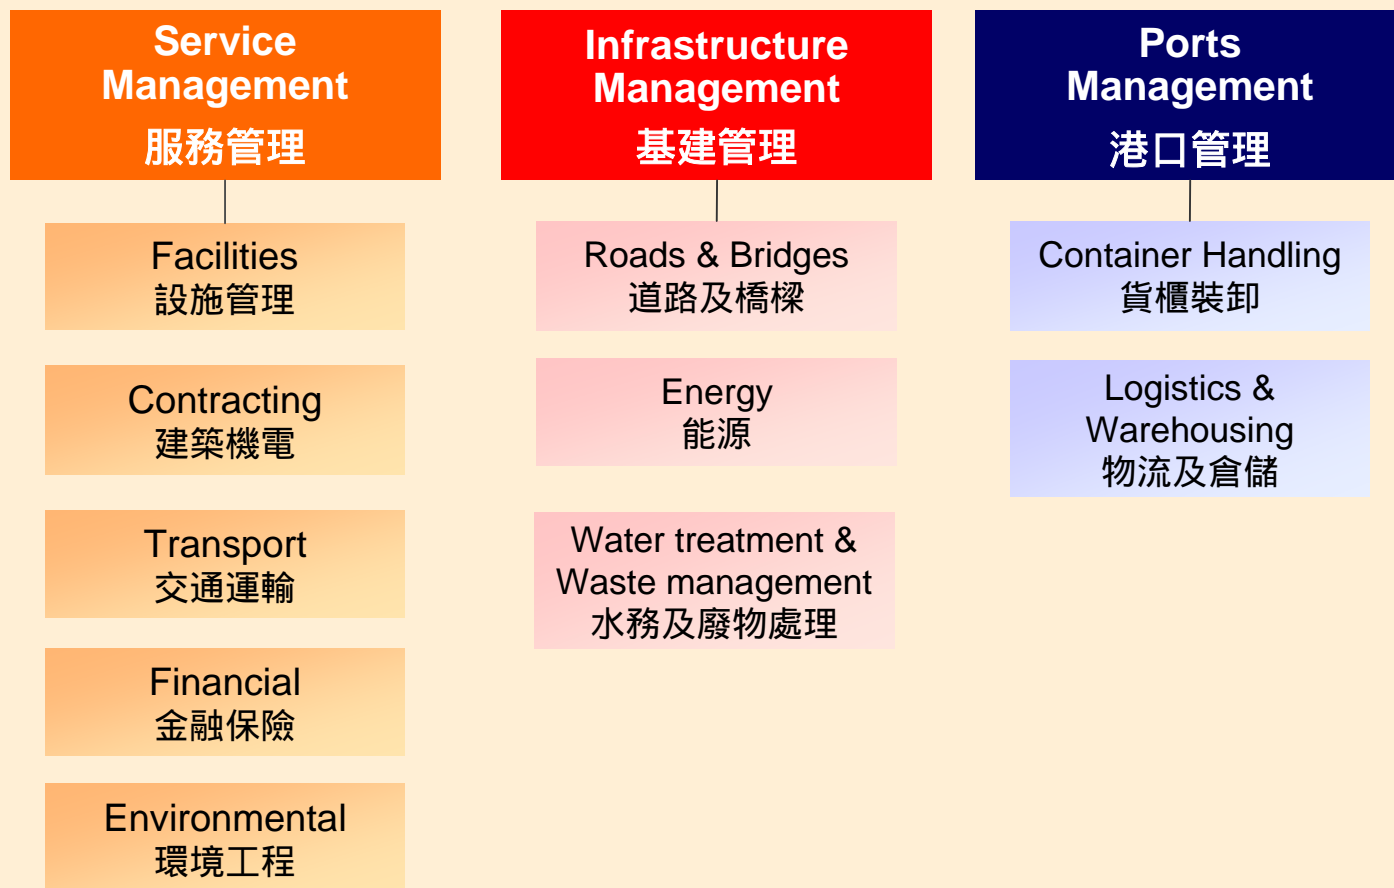 Service
Management
服務管理
Facilities
設施管理
Contracting
建築機電
Transport
交通運輸
Financial
金融保險
Environmental
環境工程
Infrastructure
Management
基建管理
Roads & Bridges
道路及橋樑
Energy
能源
Water treatment &
Waste management
水務及廢物處理
Ports
Management
港口管理
Container Handling
貨櫃裝卸
Logistics &
Warehousing
物流及倉儲